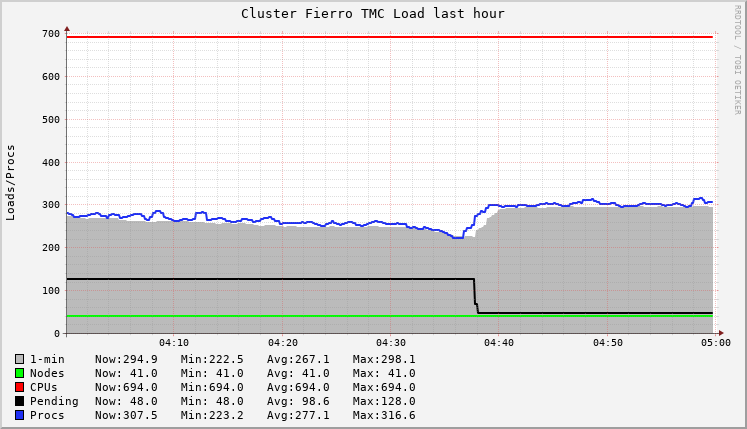 Cluster Fierro TMC Load last hour
RRDTOOL / TOBI OETIKER
Loads/Procs
700
600
500
400
300
200
100
0
04:10 04:20 04:30 04:40 04:50 05:00
1-min Now:294.9 Min:222.5 Avg:267.1 Max:298.1
Nodes Now: 41.0 Min: 41.0 Avg: 41.0 Max: 41.0
CPUs Now:694.0 Min:694.0 Avg:694.0 Max:694.0
Pending Now: 48.0 Min: 48.0 Avg: 98.6 Max:128.0
Procs Now:307.5 Min:223.2 Avg:277.1 Max:316.6